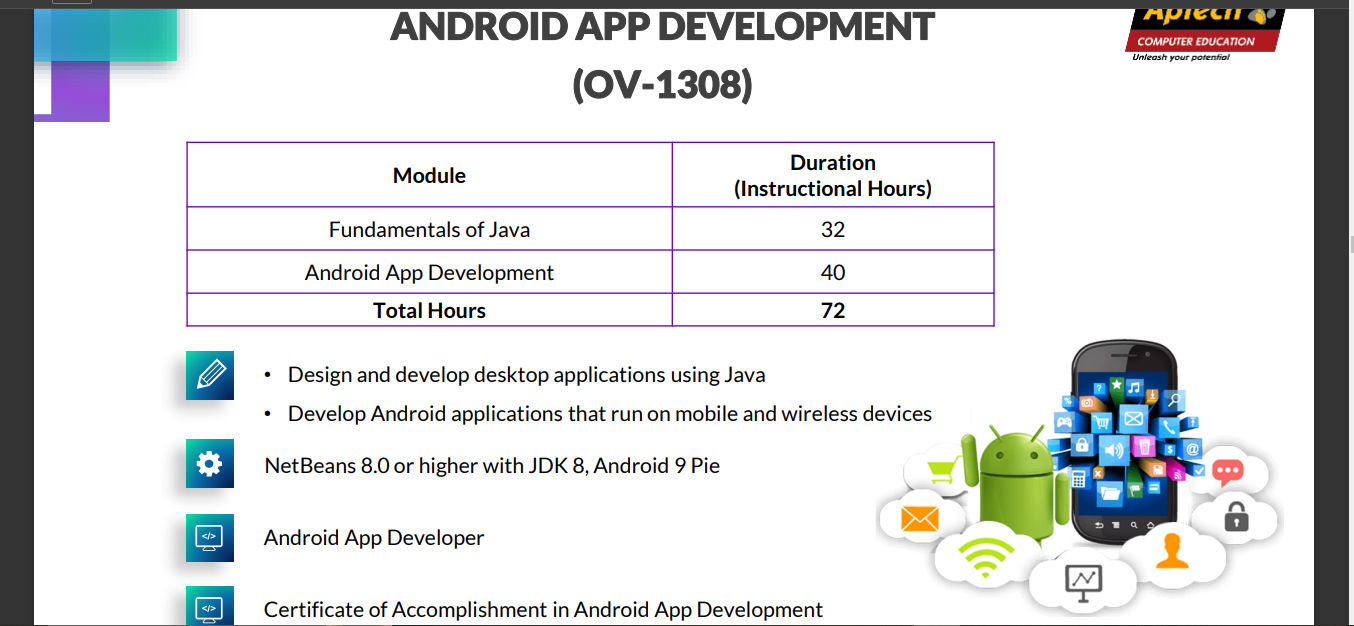 ANDROID APP DEVELOPMENT
(OV-1308)
Aptech
COMPUTER EDUCATION
Unleash your potential
Module
Duration
(Instructional Hours)
Fundamentals of Java
32
Android App Development
40
Total Hours
72
• Design and develop desktop applications using Java
• Develop Android applications that run on mobile and wireless devices
NetBeans 8.0 or higher with JDK 8, Android 9 Pie
Android App Developer
Certificate of Accomplishment in Android App Development